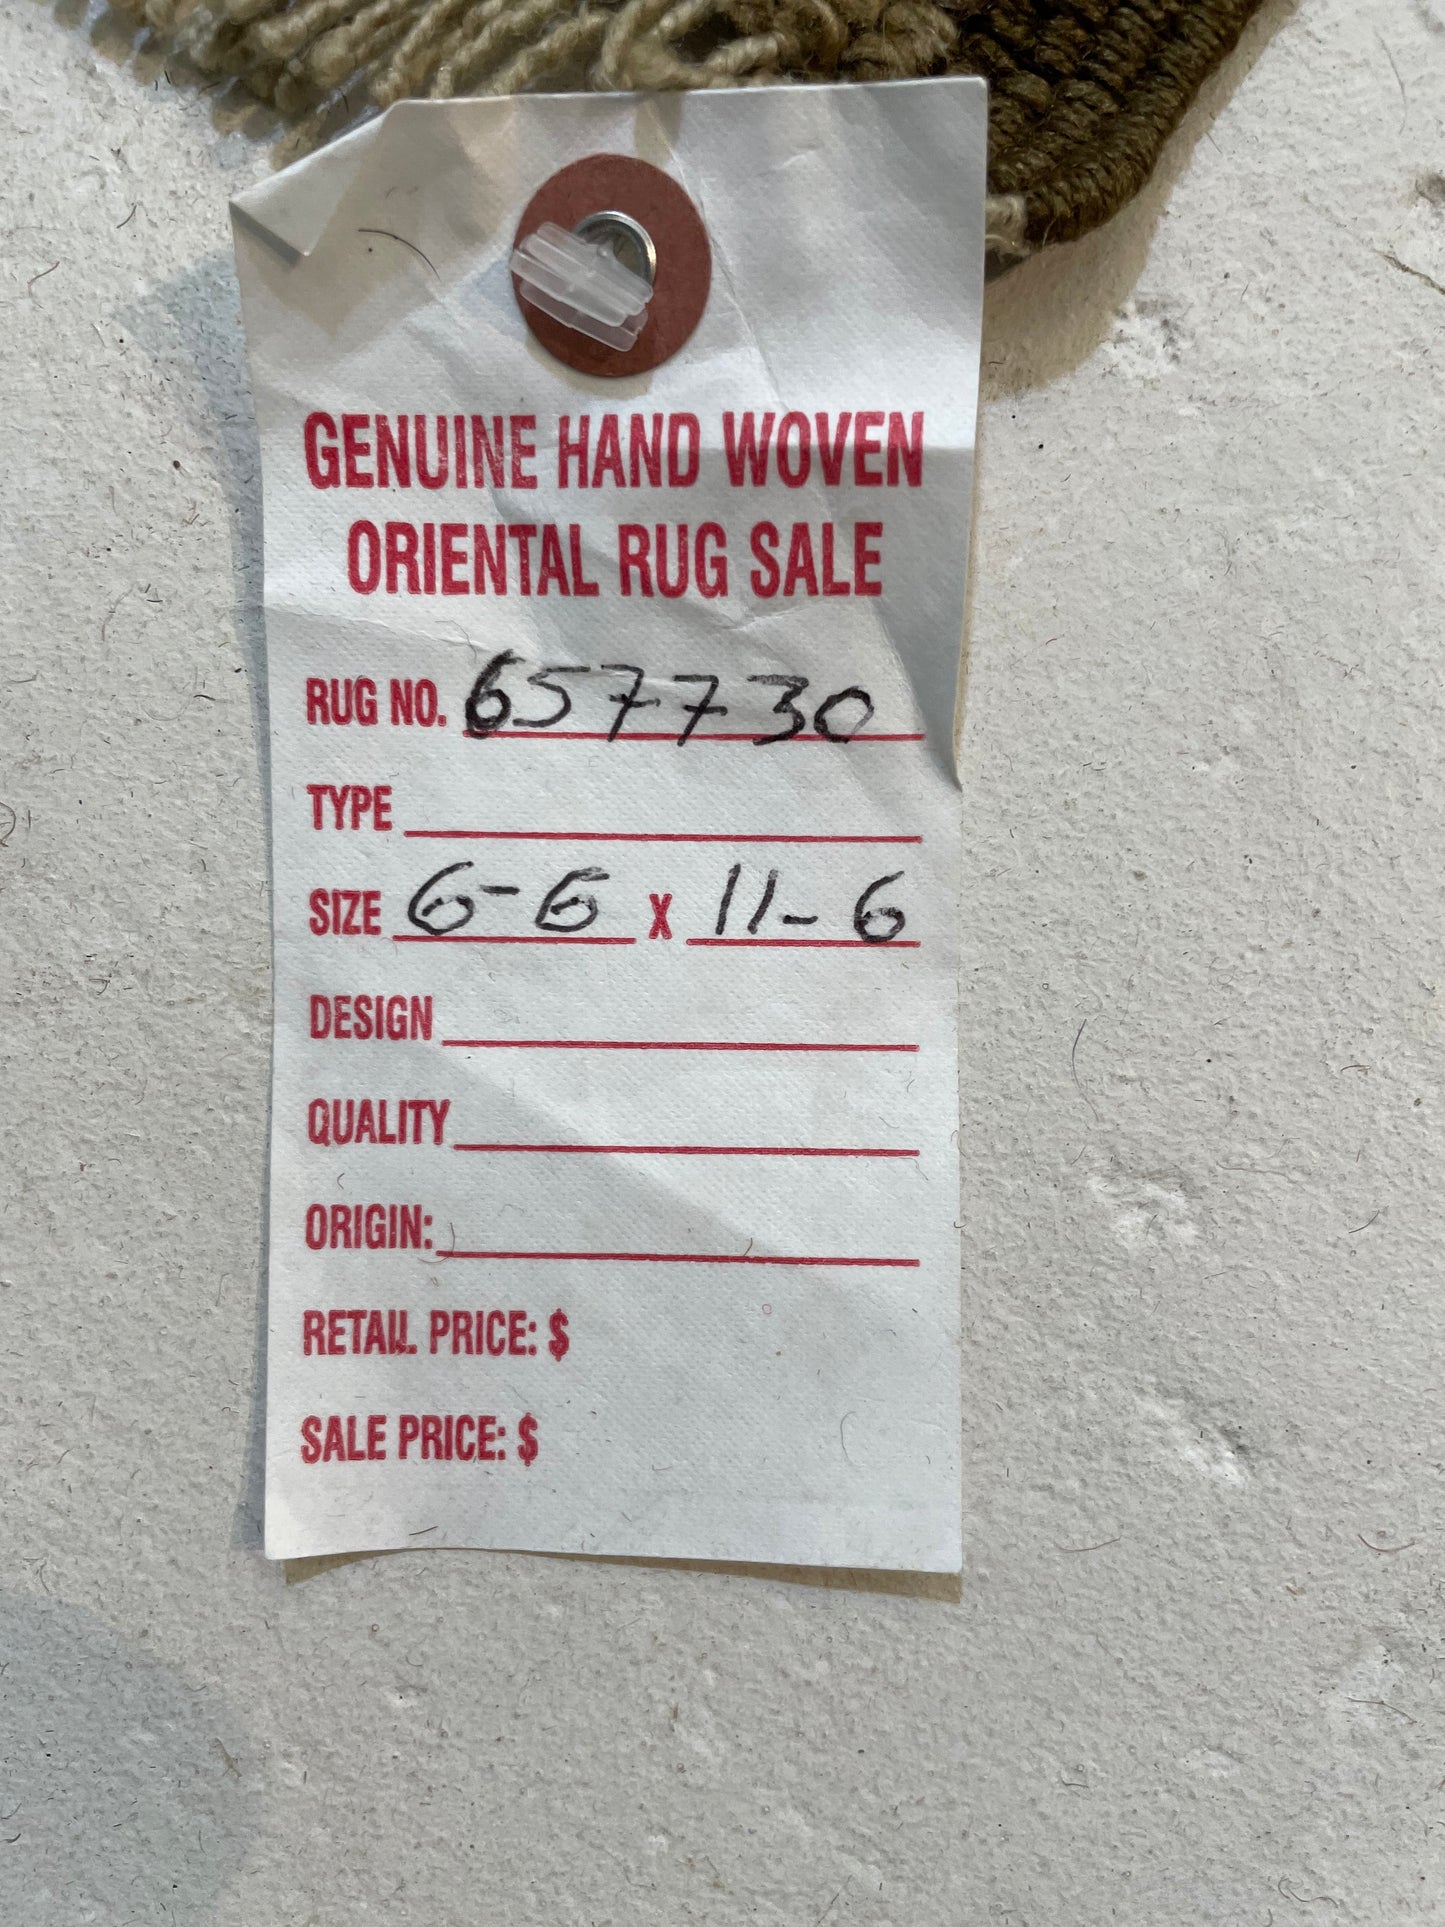 GENUINE HAND WOVEN
ORIENTAL RUG SALE
RUG NO. 657730
TYPE
SIZE 6-6 X 11-6
DESIGN
QUALITY
ORIGIN:
RETAIL PRICE: $
SALE PRICE: $